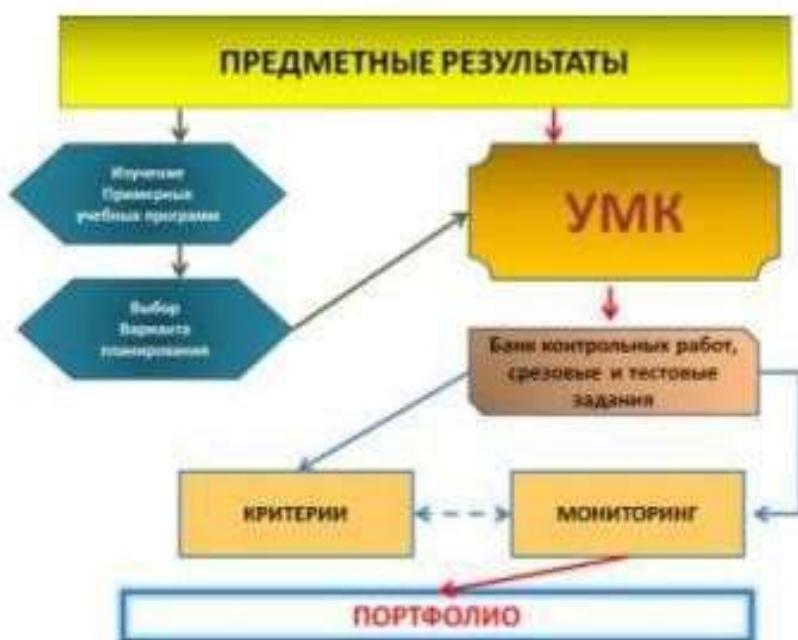 ПРЕДМЕТНЫЕ РЕЗУЛЬТАТЫ
Изучение
Примерных
учебных программ
УМК
Выбор
Варианта
планирования
Банк контрольных работ,
срезовые и тестовые
задания
КРИТЕРИИ
МОНИТОРИНГ
ПОРТФОЛИО